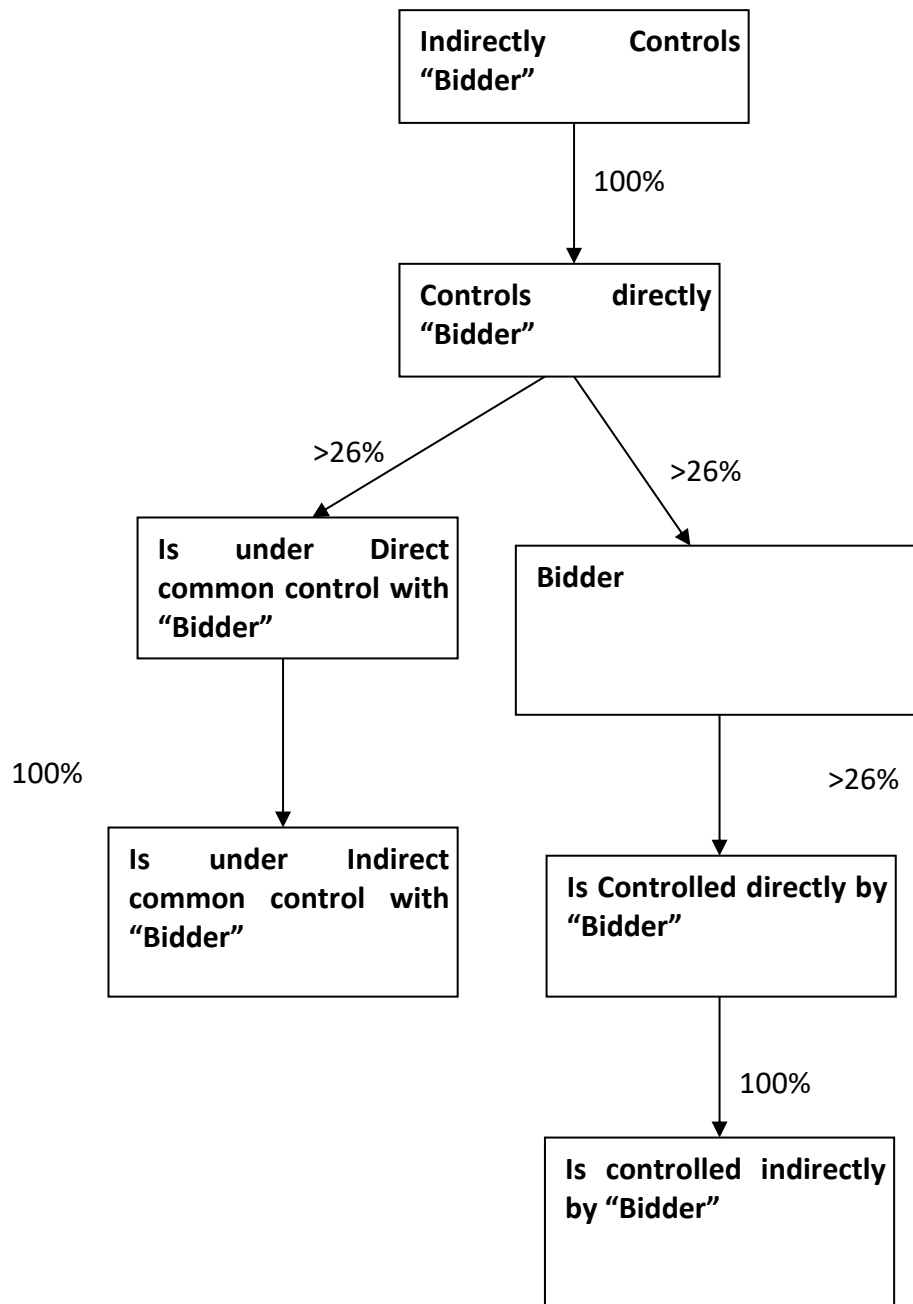 Indirectly Controls
“Bidder”
100%
Controls directly
“Bidder”
>26%
>26%
Is under Direct
common control with
“Bidder”
Bidder
100%
>26%
Is under Indirect
common control with
“Bidder”
Is Controlled directly by
“Bidder”
100%
Is controlled indirectly
by “Bidder”